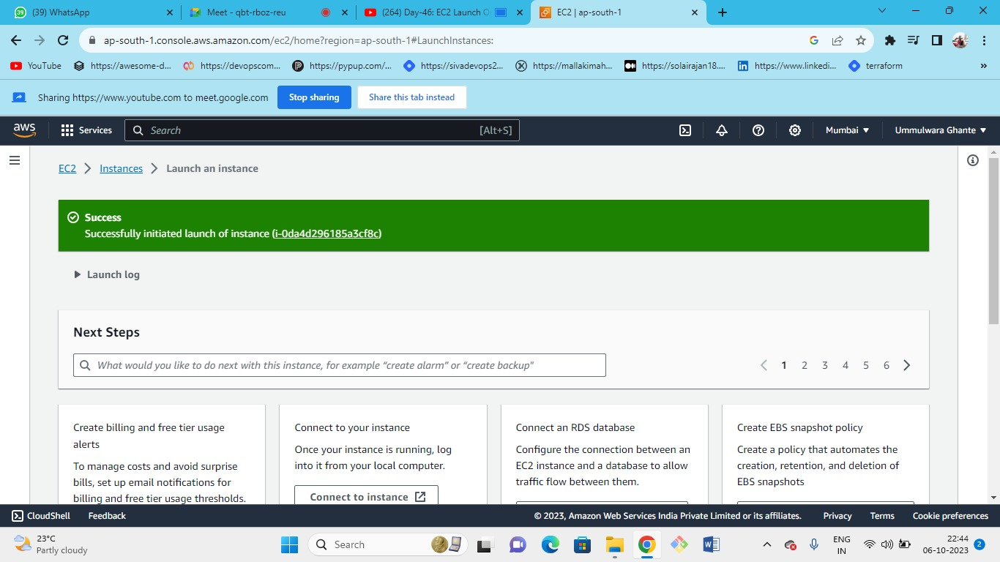 39
(39) WhatsApp
Meet - qbt-rboz-reu
(264) Day-46: EC2 Launch O
EC2 | ap-south-1
ap-south-1.console.aws.amazon.com/ec2/home?region=ap-south-1#LaunchInstances:
YouTube
https://awesome-d...
https://devopscom...
https://pypup.com/...
https://sivadevops2...
https://mallakimah...
https://solairajan18....
https://www.linkedi...
terraform
»
Sharing https://www.youtube.com to meet.google.com
Stop sharing
Share this tab instead
aws
Services
Search
[Alt+S]
Mumbai
Ummulwara Ghante
EC2
Instances
Launch an instance
Success
Successfully initiated launch of instance (i-0da4d296185a3cf8c)
Launch log
Next Steps
What would you like to do next with this instance, for example “create alarm” or “create backup"
1 2 3 4 5 6
Create billing and free tier usage
alerts
To manage costs and avoid surprise
bills, set up email notifications for
billing and free tier usage thresholds.
Connect to your instance
Once your instance is running, log
into it from your local computer.
Connect to instance
Connect an RDS database
Configure the connection between an
EC2 instance and a database to allow
traffic flow between them.
Create EBS snapshot policy
Create a policy that automates the
creation, retention, and deletion of
EBS snapshots
CloudShell
Feedback
© 2023, Amazon Web Services India Private Limited or its affiliates.
Privacy
Terms
Cookie preferences
23°C
Partly cloudy
Search
ENG
IN
22:44
06-10-2023
2